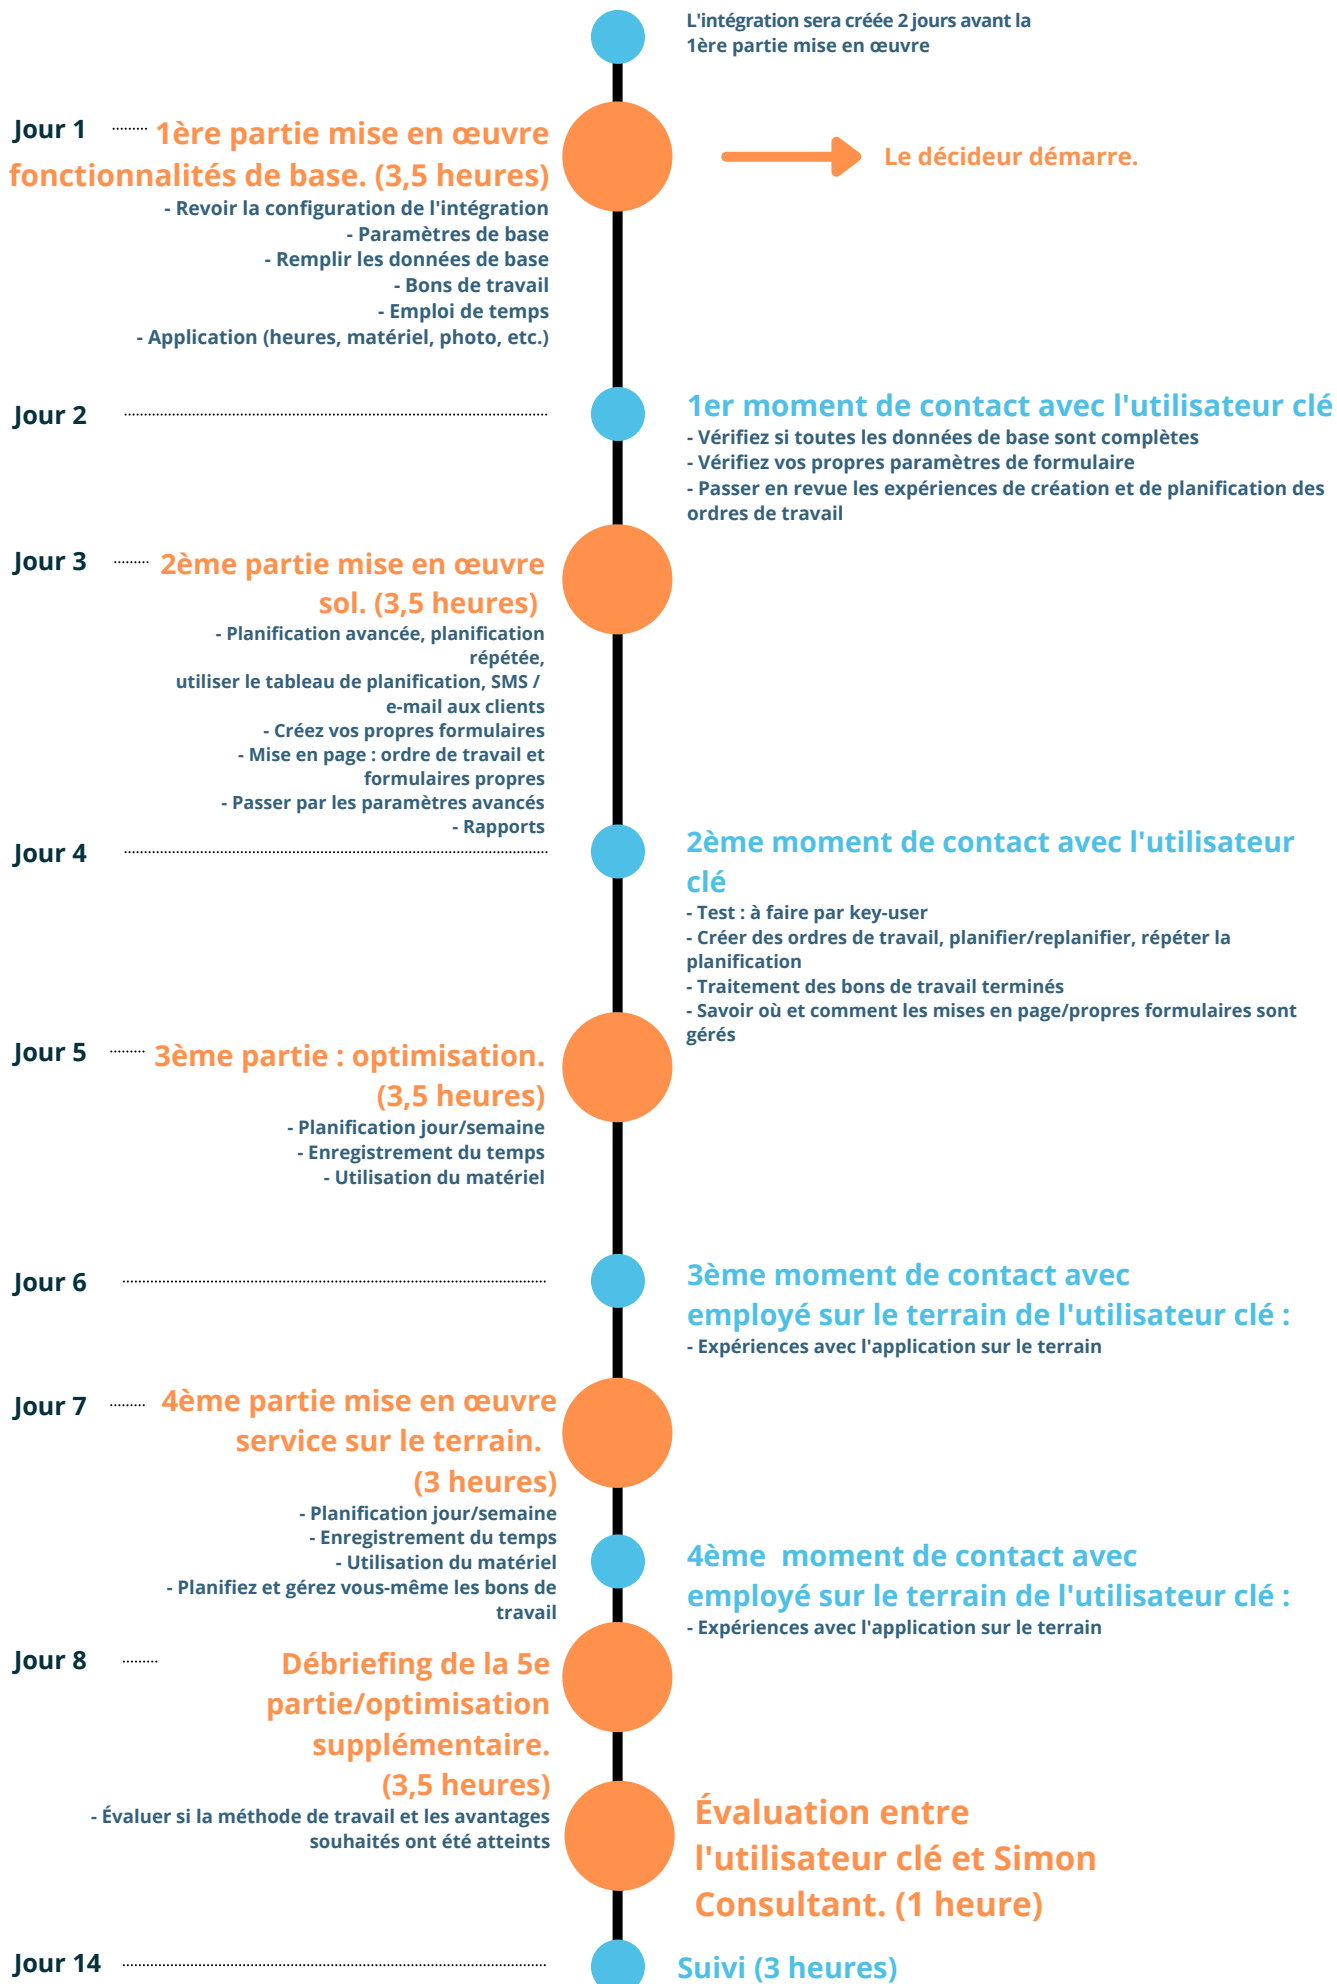 L'intégration sera créée 2 jours avant la
1ère partie mise en œuvre
Jour 1
1ère partie mise en œuvre
fonctionnalités de base. (3,5 heures)
- Revoir la configuration de l'intégration
- Paramètres de base
- Remplir les données de base
- Bons de travail
- Emploi de temps
- Application (heures, matériel, photo, etc.)
Le décideur démarre.
Jour 2
1er moment de contact avec l'utilisateur clé
- Vérifiez si toutes les données de base sont complètes
- Vérifiez vos propres paramètres de formulaire
- Passer en revue les expériences de création et de planification des
ordres de travail
Jour 3
2ème partie mise en œuvre
sol. (3,5 heures)
- Planification avancée, planification
répétée,
utiliser le tableau de planification, SMS /
e-mail aux clients
- Créez vos propres formulaires
- Mise en page : ordre de travail et
formulaires propres
- Passer par les paramètres avancés
- Rapports
Jour 4
2ème moment de contact avec l'utilisateur
clé
- Test : à faire par key-user
- Créer des ordres de travail, planifier/replanifier, répéter la
planification
- Traitement des bons de travail terminés
- Savoir où et comment les mises en page/propres formulaires sont
gérés
Jour 5
3ème partie : optimisation.
(3,5 heures)
- Planification jour/semaine
- Enregistrement du temps
- Utilisation du matériel
Jour 6
3ème moment de contact avec
employé sur le terrain de l'utilisateur clé :
- Expériences avec l'application sur le terrain
Jour 7
4ème partie mise en œuvre
service sur le terrain.
(3 heures)
- Planification jour/semaine
- Enregistrement du temps
- Utilisation du matériel
- Planifiez et gérez vous-même les bons de
travail
4ème moment de contact avec
employé sur le terrain de l'utilisateur clé :
- Expériences avec l'application sur le terrain
Jour 8
Débriefing de la 5e
partie/optimisation
supplémentaire.
(3,5 heures)
- Évaluer si la méthode de travail et les avantages
souhaités ont été atteints
Évaluation entre
l'utilisateur clé et Simon
Consultant. (1 heure)
Jour 14
Suivi (3 heures)